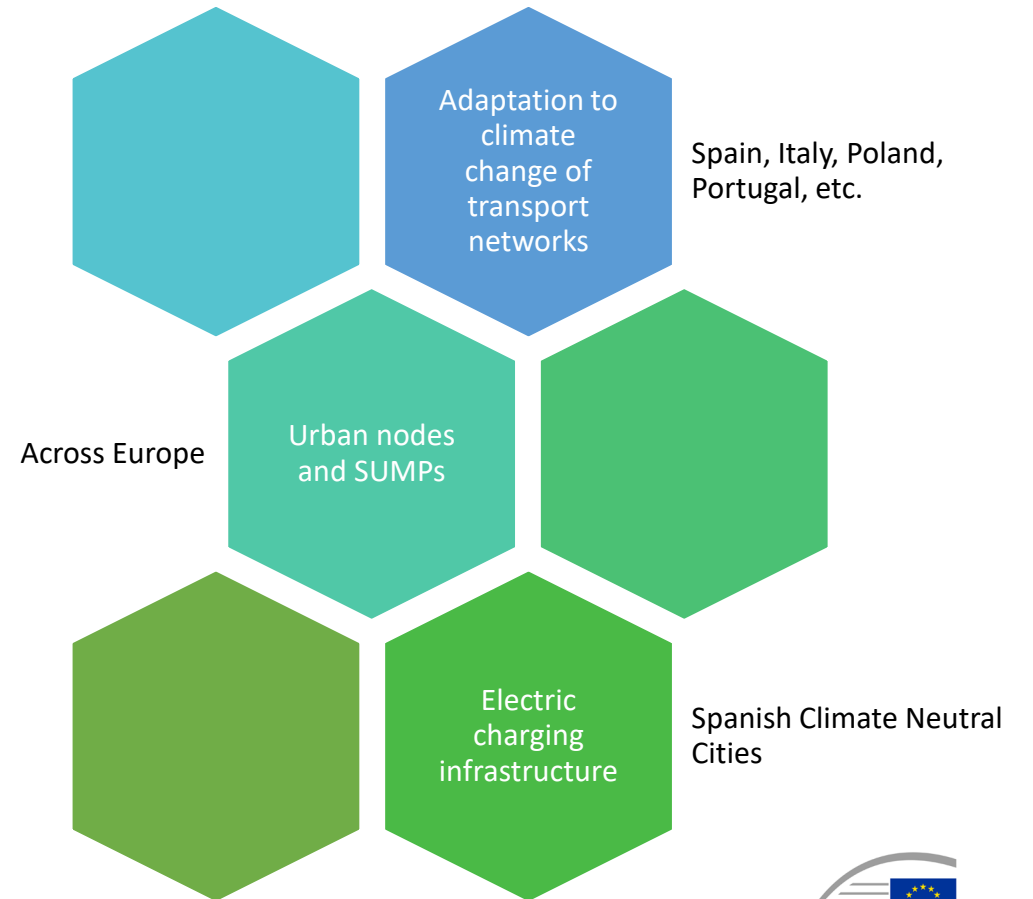 Adaptation to
climate
change of
transport
networks
Spain, Italy, Poland,
Portugal, etc.
Across Europe
Urban nodes
and SUMPs
Electric
charging
infrastructure
Spanish Climate Neutral
Cities